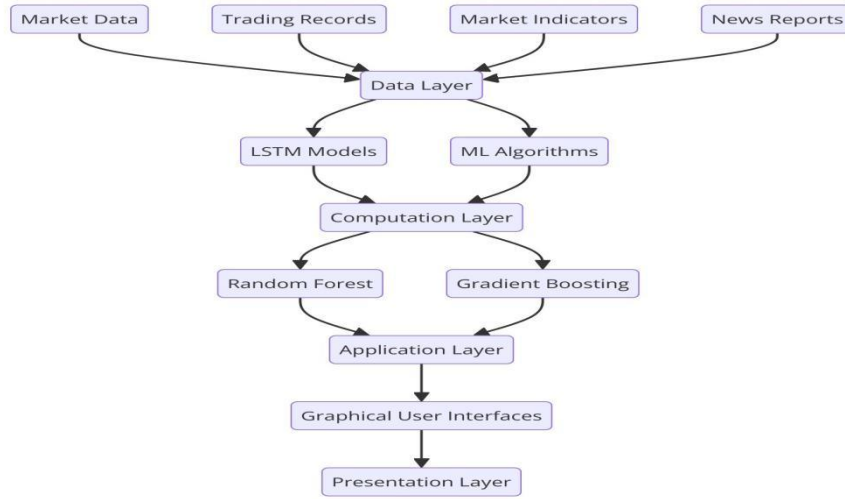 Market Data
Trading Records
Market Indicators
News Reports
Data Layer
LSTM Models
ML Algorithms
Computation Layer
Random Forest
Gradient Boosting
Application Layer
Graphical User Interfaces
Presentation Layer